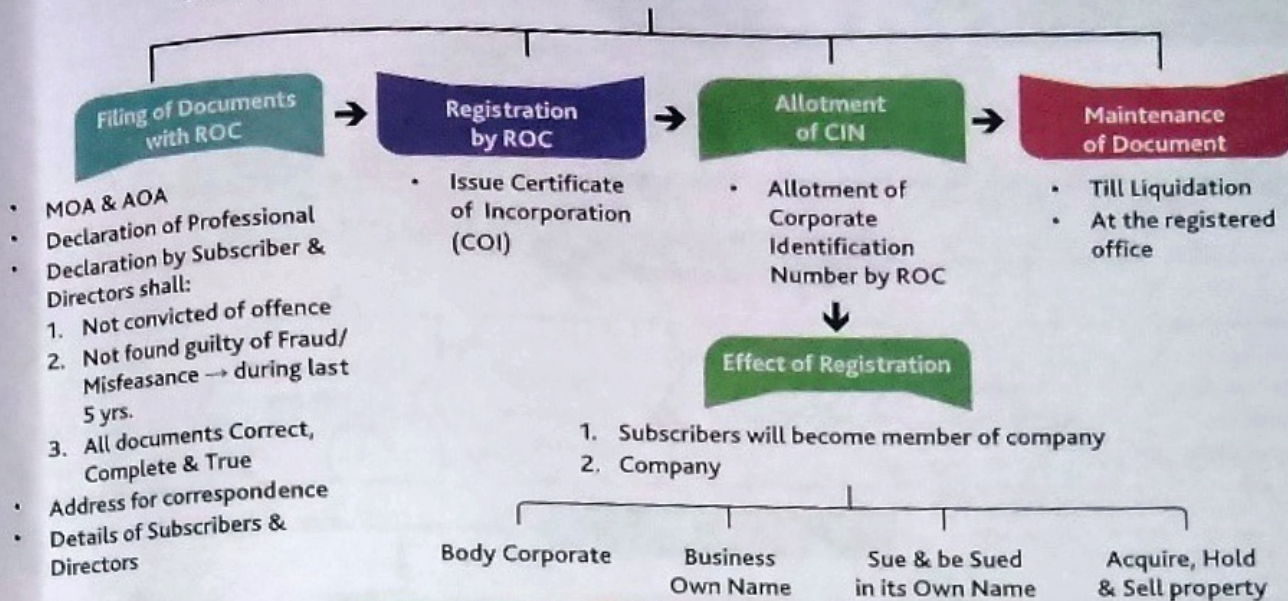 Filing of Documents
with ROC
• MOA & AOA
• Declaration of Professional
• Declaration by Subscriber &
Directors shall:
1. Not convicted of offence
2. Not found guilty of Fraud/
Misfeasance → during last
5 yrs.
3. All documents Correct,
Complete & True
• Address for correspondence
• Details of Subscribers &
Directors
Registration
by ROC
• Issue Certificate
of Incorporation
(COI)
Allotment
of CIN
• Allotment of
Corporate
Identification
Number by ROC
Maintenance
of Document
• Till Liquidation
• At the registered
office
Effect of Registration
1. Subscribers will become member of company
2. Company
Body Corporate
Business
Own Name
Sue & be Sued
in its Own Name
Acquire, Hold
& Sell property